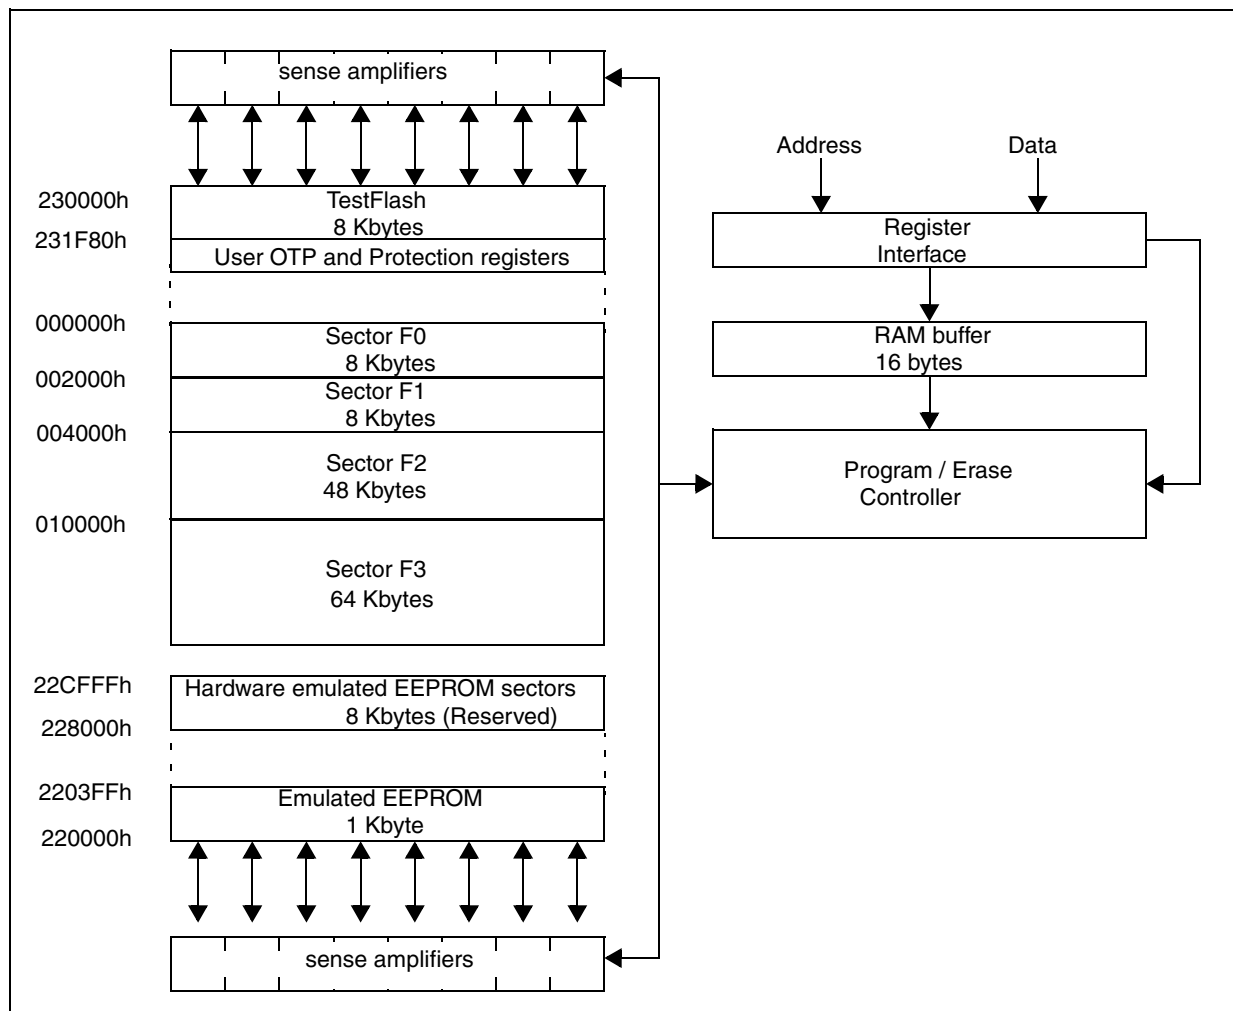 sense amplifiers
230000h
TestFlash
8 Kbytes
231F80h
User OTP and Protection registers
000000h
Sector F0
8 Kbytes
002000h
Sector F1
8 Kbytes
004000h
Sector F2
48 Kbytes
010000h
Sector F3
64 Kbytes
22CFFFh
Hardware emulated EEPROM sectors
8 Kbytes (Reserved)
228000h
2203FFh
Emulated EEPROM
1 Kbyte
220000h
sense amplifiers
Address
Data
Register
Interface
RAM buffer
16 bytes
Program / Erase
Controller